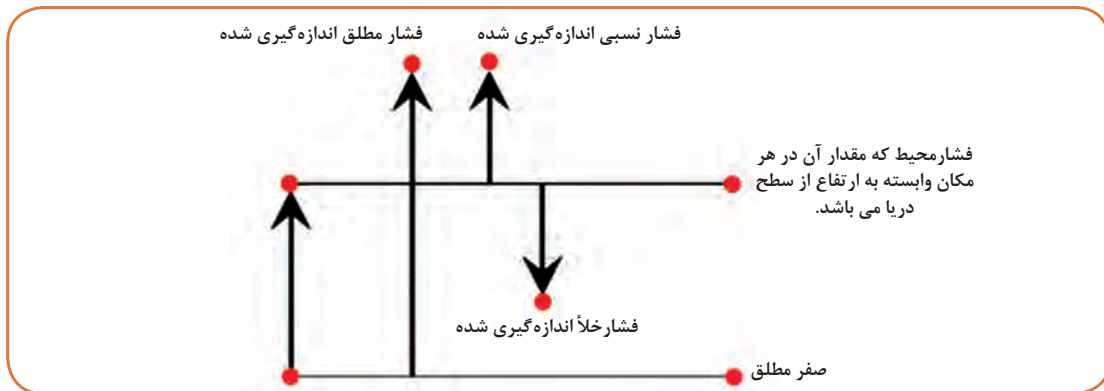 فشار نسبی اندازه‌گیری شده
فشار مطلق اندازه‌گیری شده
فشارمحیط که مقدار آن در هر
مکان وابسته به ارتفاع از سطح
دریا می باشد.
فشارخلأ اندازه‌گیری شده
صفر مطلق